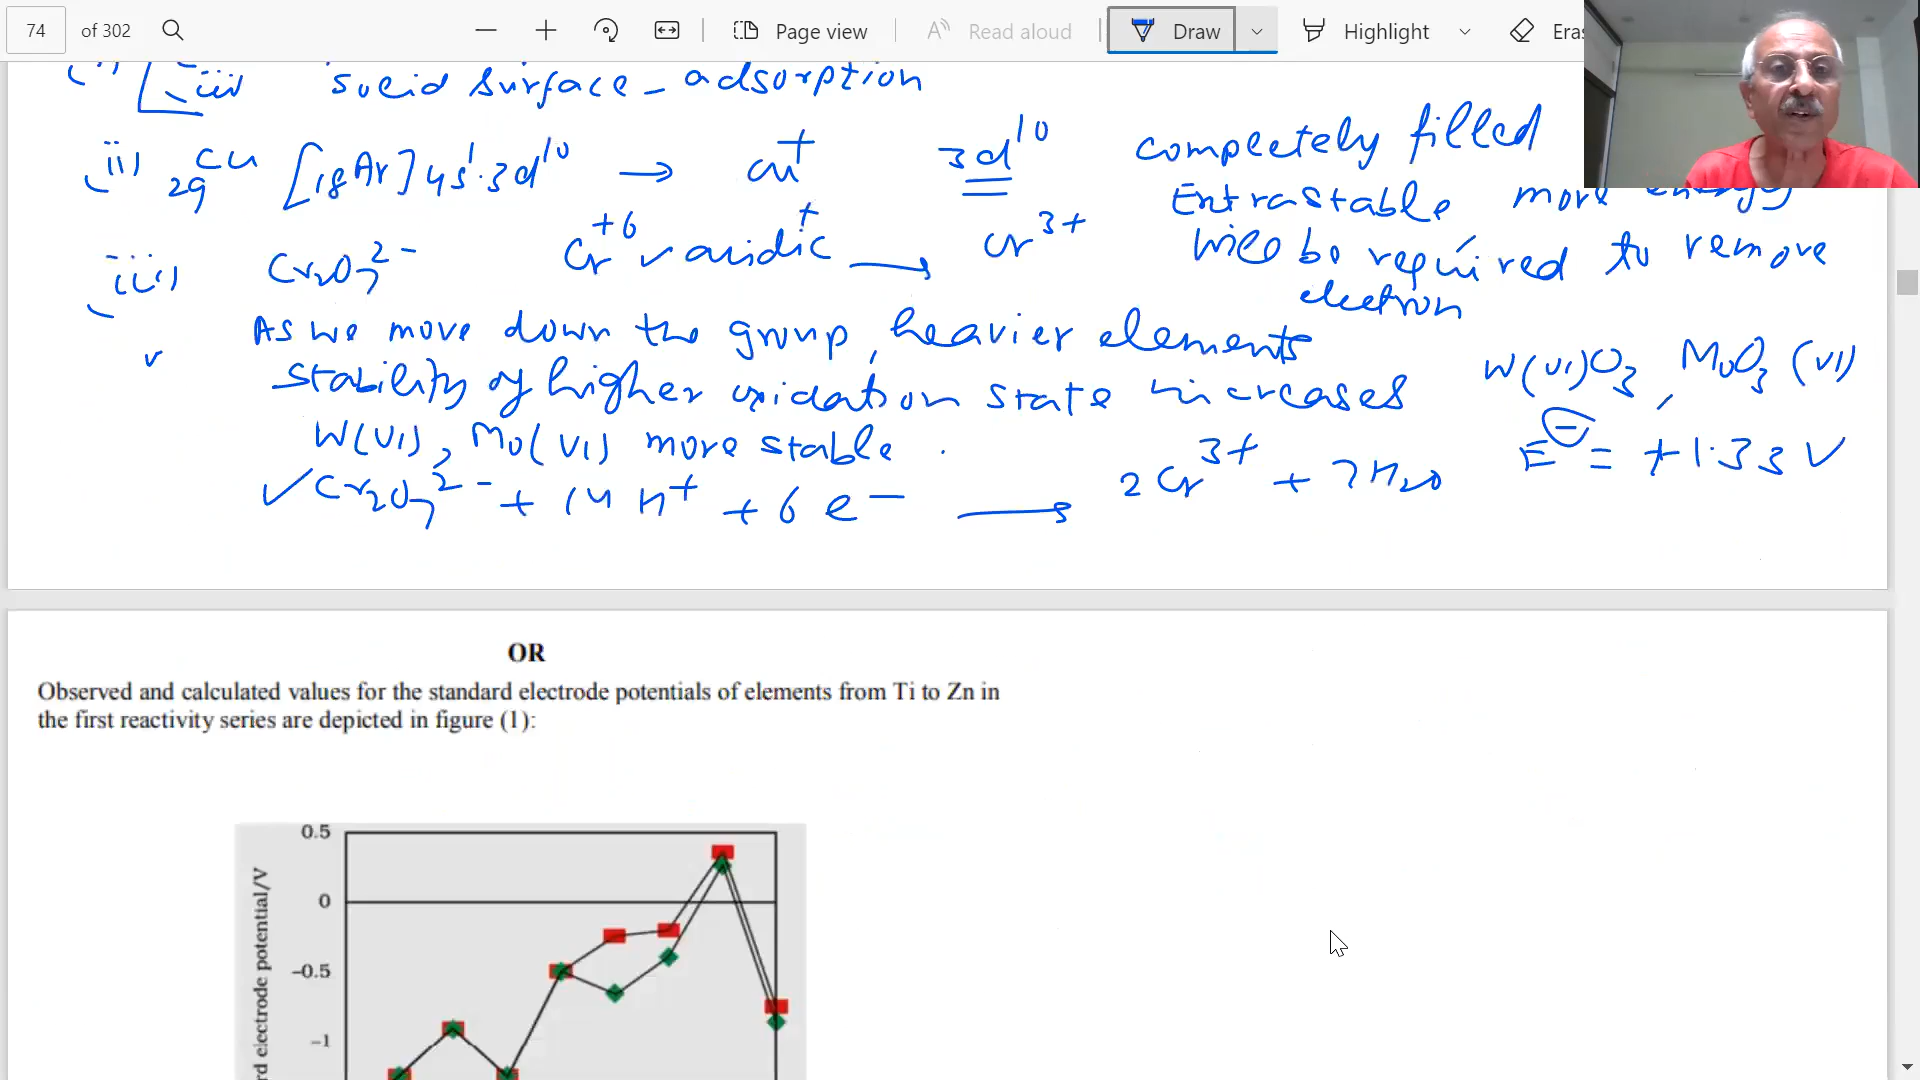 74 of 302 Page view Read aloud Draw Highlight Eras
iii solid surface - adsorption
(ii) 29Cu [18Ar] 4s1.3d10 → Cu+ 3d10 completely filled
Extrastable more energy
will be required to remove
electron
(iii) Cr2O7 2- Cr+6 → Cr3+
As we move down the group, heavier elements
stability of higher oxidation state increases W(VI)O3, MoO3(VI)
W(VI), Mo(VI) more stable.
✓Cr2O7 2- + 14H+ + 6e- → 2Cr3+ + 7H2O E⊖ = +1.33 V
OR
Observed and calculated values for the standard electrode potentials of elements from Ti to Zn in
the first reactivity series are depicted in figure (1):
0.5
0
-0.5
-1
rd electrode potential/V